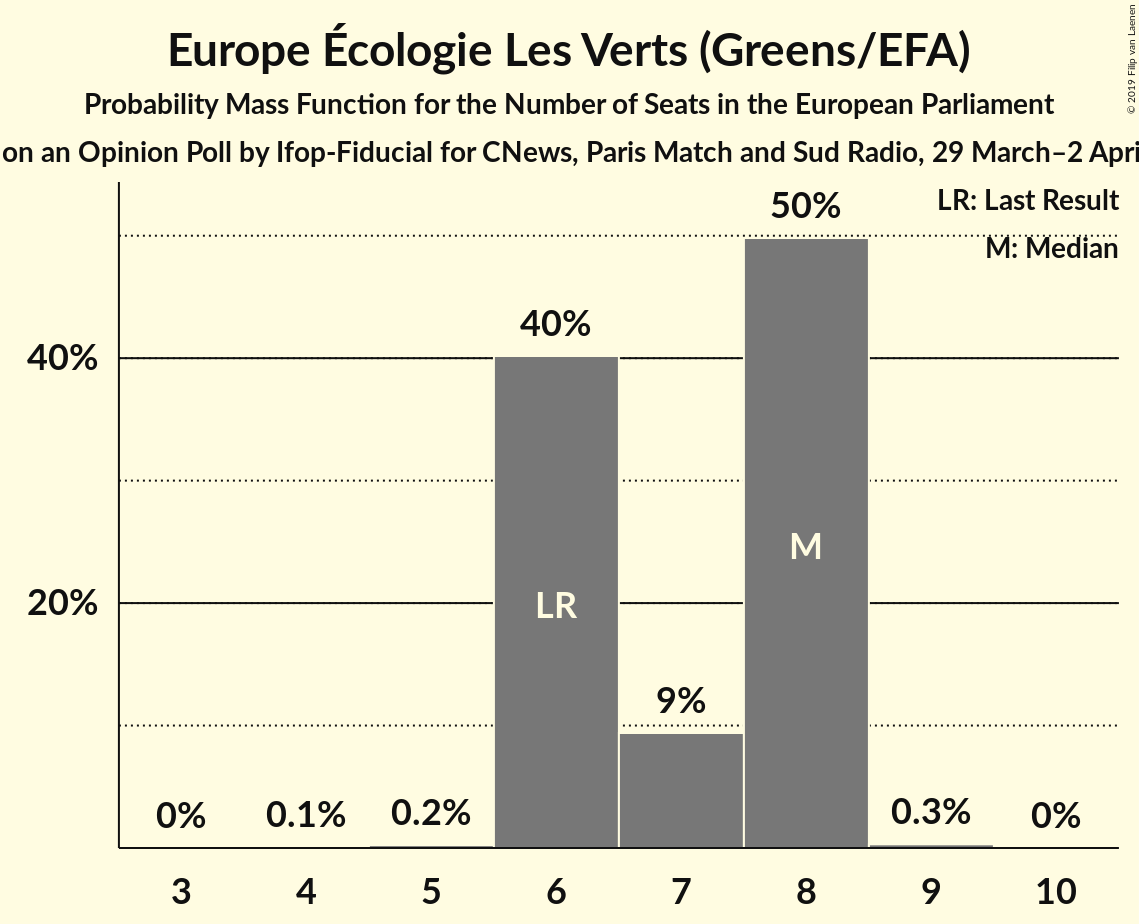 Europe Écologie Les Verts (Greens/EFA)
Probability Mass Function for the Number of Seats in the European Parliament
on an Opinion Poll by Ifop-Fiducial for CNews, Paris Match and Sud Radio, 29 March–2 Apri
© 2019 Filip van Laenen
LR: Last Result
M: Median
50%
40%
40%
M
20%
LR
9%
0%
0.1%
0.2%
0.3%
0%
3 4 5 6 7 8 9 10